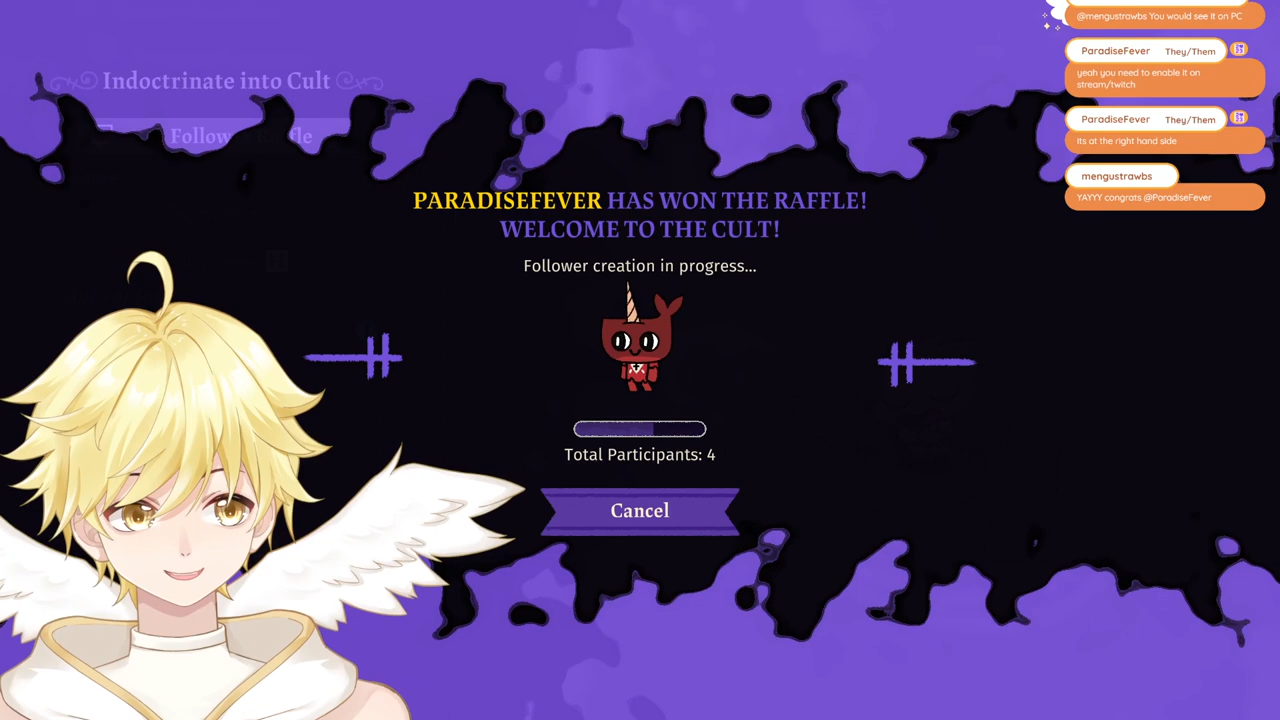 Indoctrinate into Cult
PARADISEFEVER HAS WON THE RAFFLE!
WELCOME TO THE CULT!
Follower creation in progress...
Total Participants: 4
Cancel
@mengustrawbs You would see it on PC
ParadiseFever They/Them
yeah you need to enable it on
stream/twitch
ParadiseFever They/Them
Its at the right hand side
mengustrawbs
YAYYY congrats @ParadiseFever